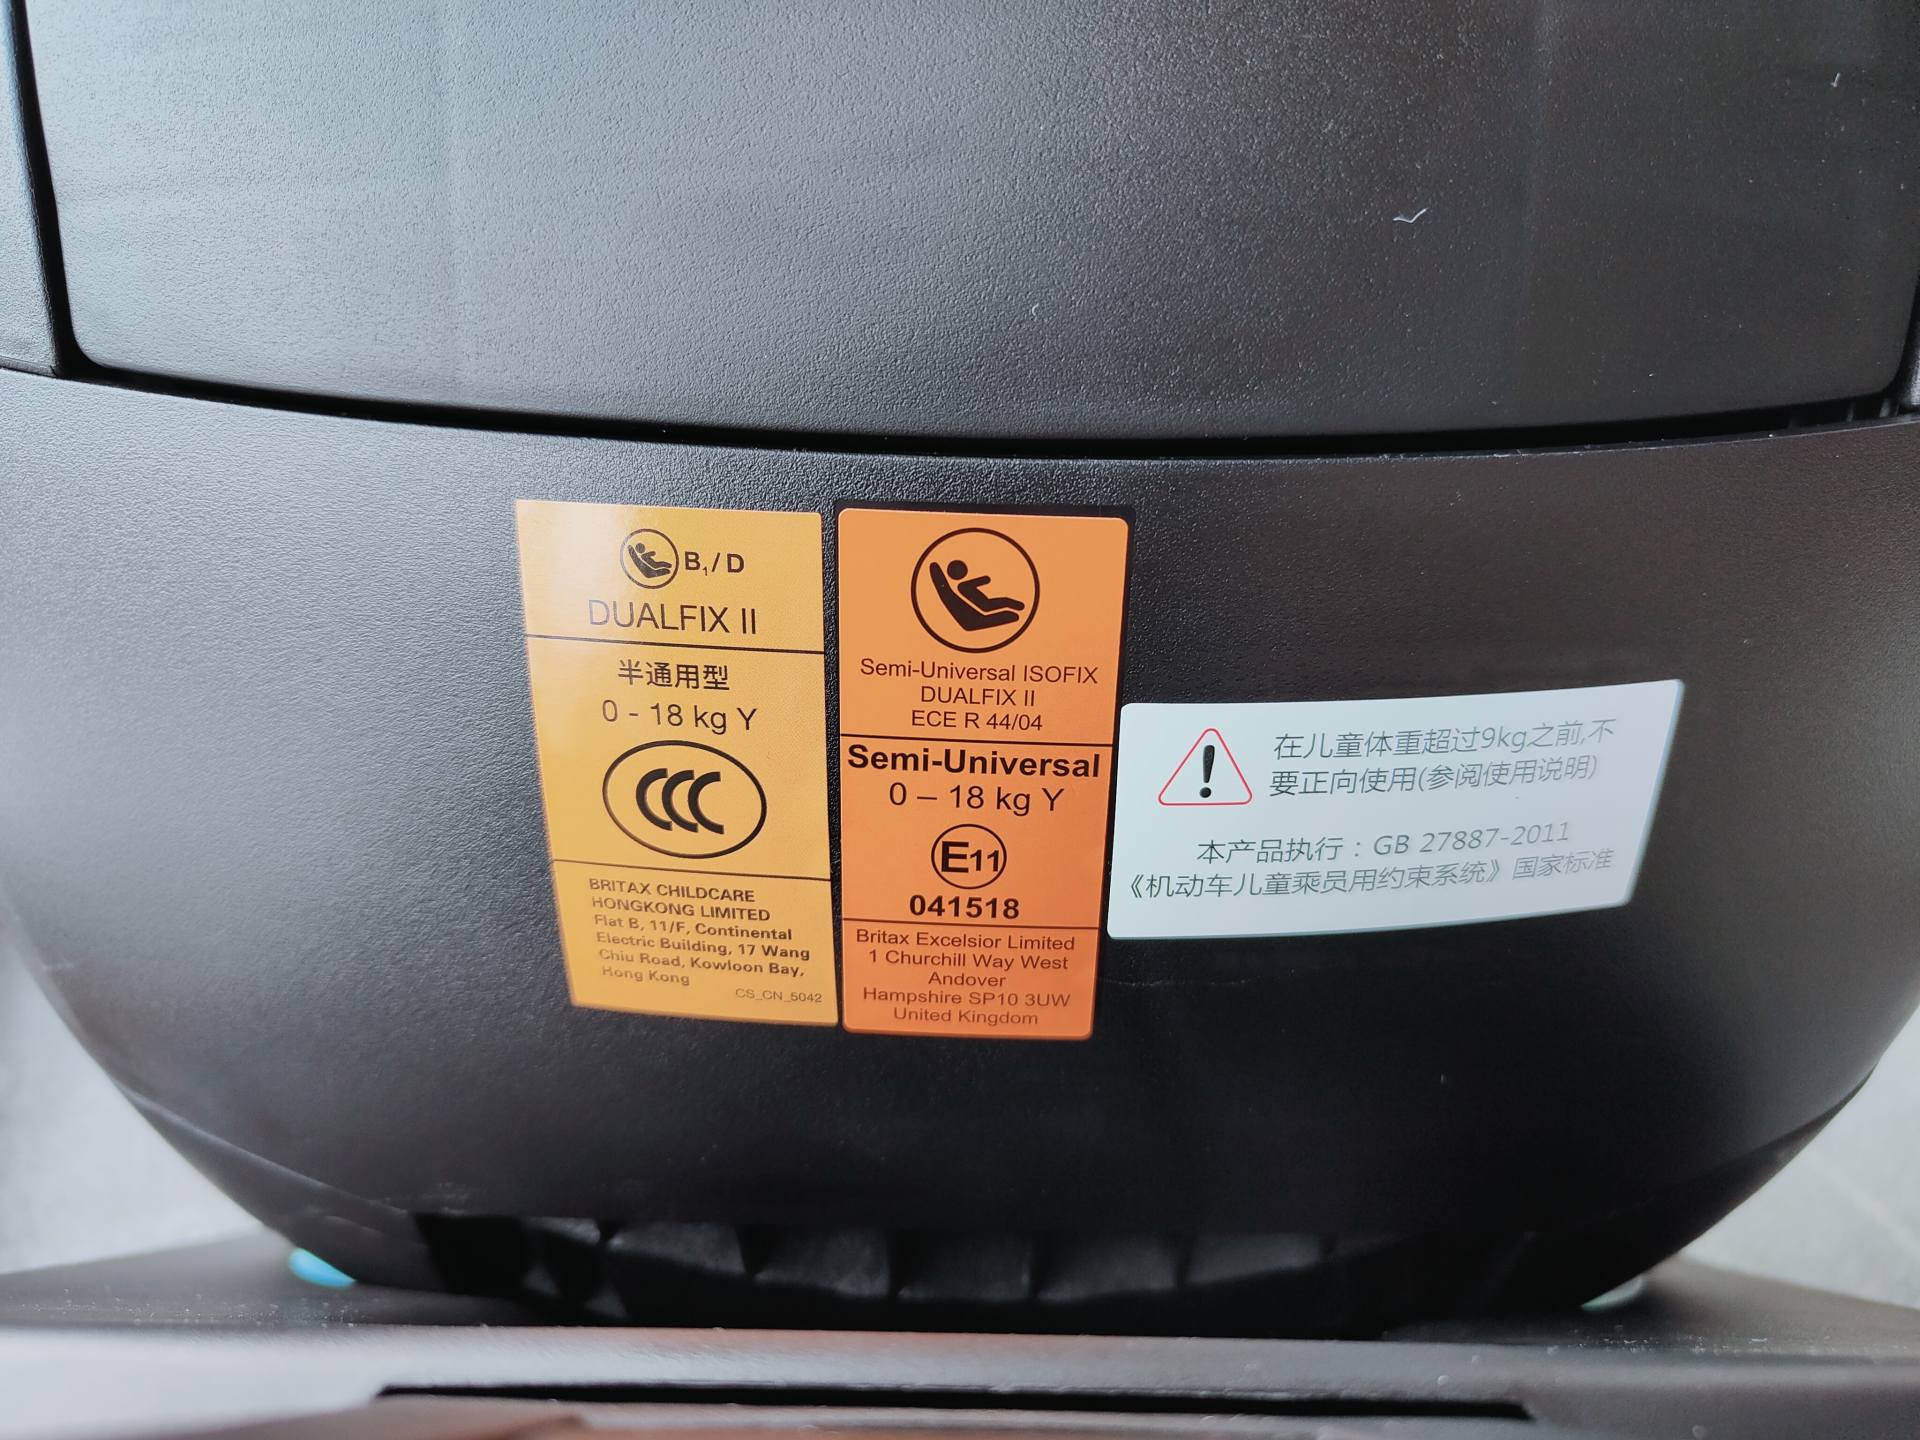 B₁/D
DUALFIX II
半通用型
0 - 18 kg Y
CCC
BRITAX CHILDCARE
HONGKONG LIMITED
Flat B, 11/F, Continental
Electric Building, 17 Wang
Chiu Road, Kowloon Bay,
Hong Kong
CS_CN_5042
Semi-Universal ISOFIX
DUALFIX II
ECE R 44/04
Semi-Universal
0 – 18 kg Y
E11
041518
Britax Excelsior Limited
1 Churchill Way West
Andover
Hampshire SP10 3UW
United Kingdom
在儿童体重超过9kg之前,不
要正向使用(参阅使用说明)
本产品执行：GB 27887-2011
《机动车儿童乘员用约束系统》国家标准